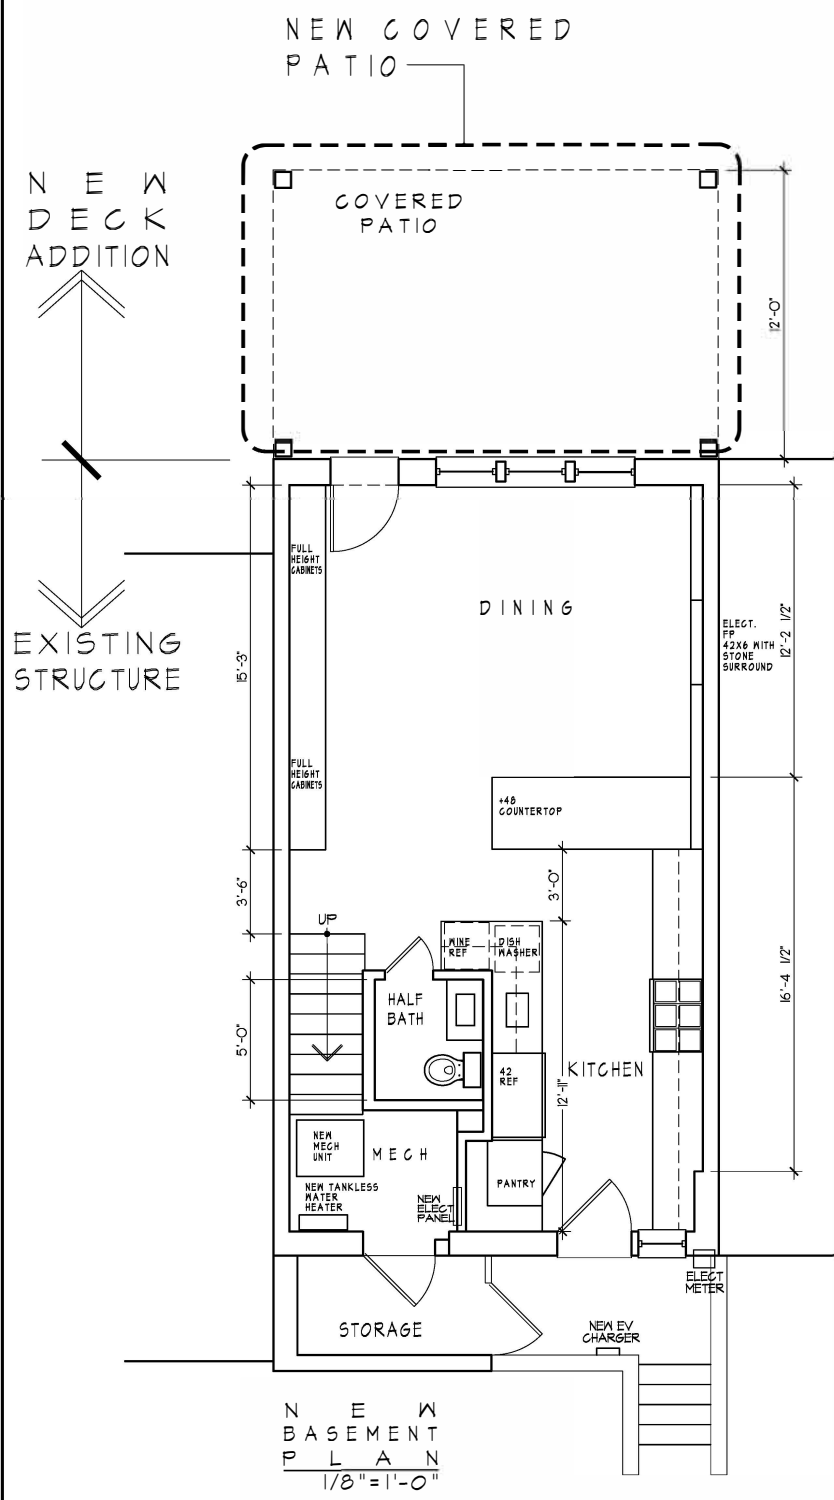 NEW COVERED
PATIO
NEW
DECK
ADDITION
COVERED
PATIO
12'-0"
EXISTING
STRUCTURE
FULL
HEIGHT
CABINETS
DINING
ELECT.
FP
42X6 WITH
STONE
SURROUND
12'-2 1/2"
15'-3"
FULL
HEIGHT
CABINETS
+48
COUNTERTOP
3'-6"
3'-0"
UP
WINE
REF
DISH
WASHER
16'-4 1/2"
HALF
BATH
5'-0"
42
REF
KITCHEN
12'-11"
NEW
MECH
UNIT
MECH
PANTRY
NEW TANKLESS
WATER
HEATER
NEW
ELECT
PANEL
ELECT
METER
STORAGE
NEW EV
CHARGER
NEW
BASEMENT
PLAN
1/8"=1'-0"